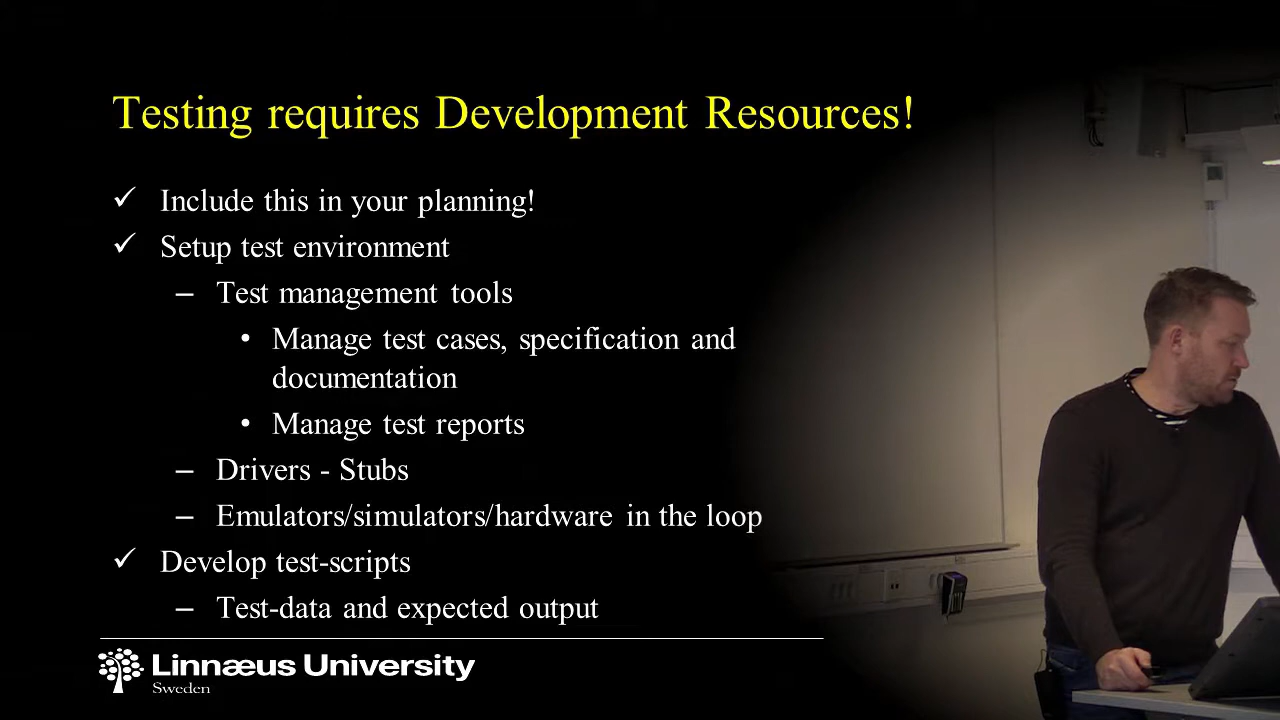 Testing requires Development Resources!
✓ Include this in your planning!
✓ Setup test environment
– Test management tools
• Manage test cases, specification and
documentation
• Manage test reports
– Drivers - Stubs
– Emulators/simulators/hardware in the loop
✓ Develop test-scripts
– Test-data and expected output
Linnæus University
Sweden